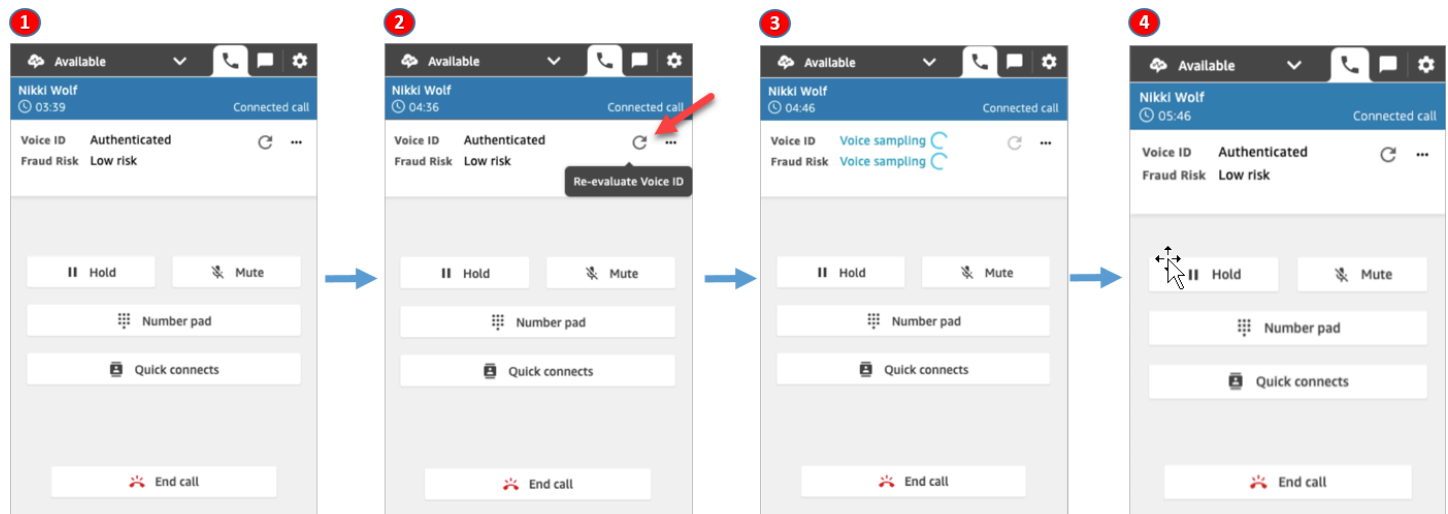 1
Available
Nikki Wolf
03:39 Connected call
Voice ID Authenticated
Fraud Risk Low risk
Hold Mute
Number pad
Quick connects
End call
2
Available
Nikki Wolf
04:36 Connected call
Voice ID Authenticated
Fraud Risk Low risk
Re-evaluate Voice ID
Hold Mute
Number pad
Quick connects
End call
3
Available
Nikki Wolf
04:46 Connected call
Voice ID Voice sampling
Fraud Risk Voice sampling
Hold Mute
Number pad
Quick connects
End call
4
Available
Nikki Wolf
05:46 Connected call
Voice ID Authenticated
Fraud Risk Low risk
Hold Mute
Number pad
Quick connects
End call